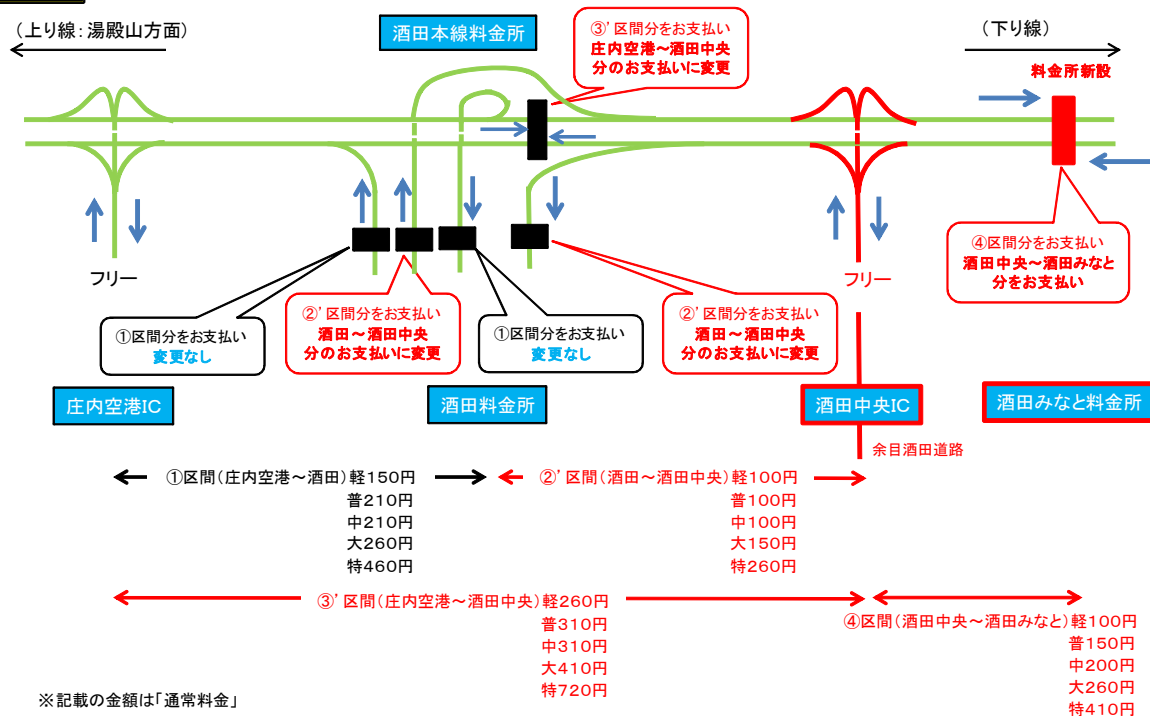 (上り線:湯殿山方面)
酒田本線料金所
③’区間分をお支払い
庄内空港~酒田中央
分のお支払いに変更
(下り線)
料金所新設
フリー
①区間分をお支払い
変更なし
②’区間分をお支払い
酒田~酒田中央
分のお支払いに変更
①区間分をお支払い
変更なし
②’区間分をお支払い
酒田~酒田中央
分のお支払いに変更
フリー
④区間分をお支払い
酒田中央~酒田みなと
分をお支払い
庄内空港IC
酒田料金所
酒田中央IC
酒田みなと料金所
余目酒田道路
①区間(庄内空港~酒田)軽150円
普210円
中210円
大260円
特460円
②’区間(酒田~酒田中央)軽100円
普100円
中100円
大150円
特260円
③’区間(庄内空港~酒田中央)軽260円
普310円
中310円
大410円
特720円
④区間(酒田中央~酒田みなと)軽100円
普150円
中200円
大260円
特410円
※記載の金額は「通常料金」